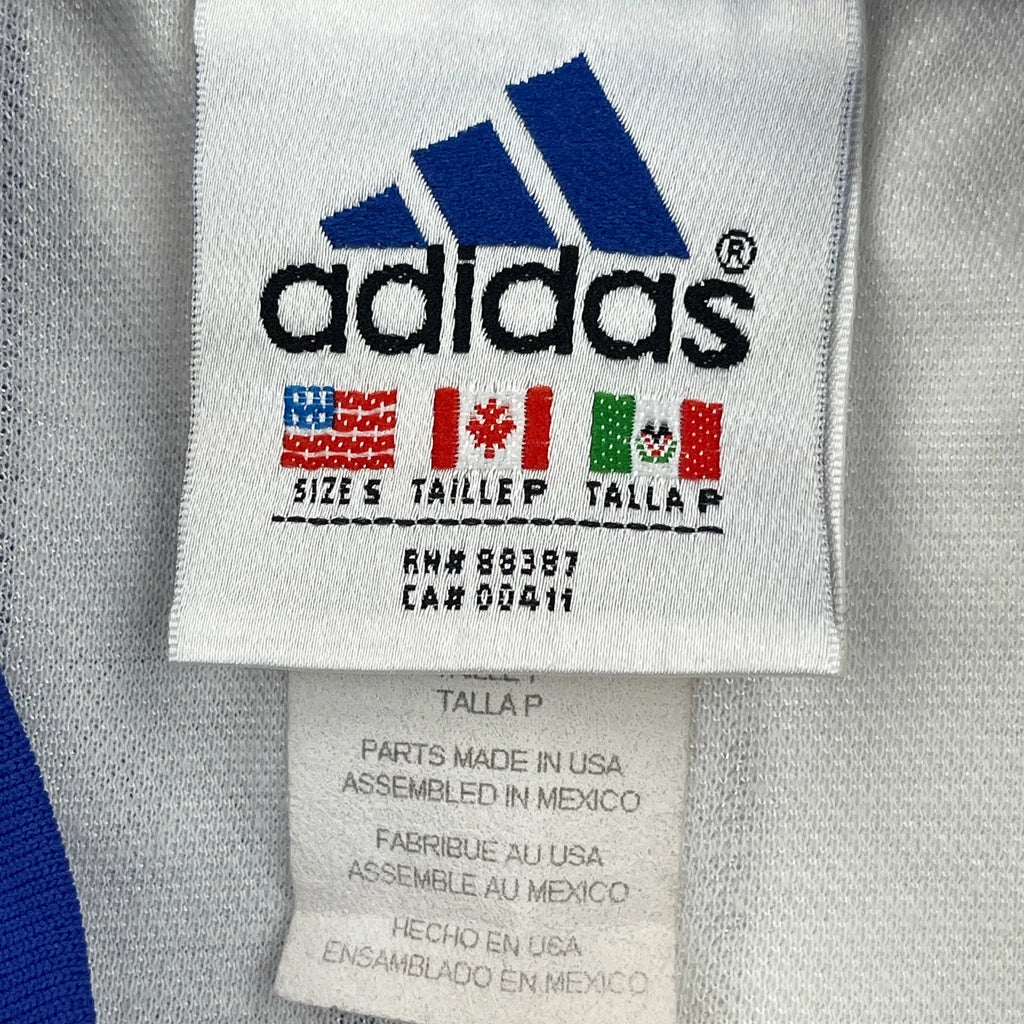 adidas®
SIZE S TAILLE P TALLA P
RN# 88387
CA# 00411
TALLA P
PARTS MADE IN USA
ASSEMBLED IN MEXICO
FABRIBUE AU USA
ASSEMBLE AU MEXICO
HECHO EN USA
ENSAMBLADO EN MEXICO